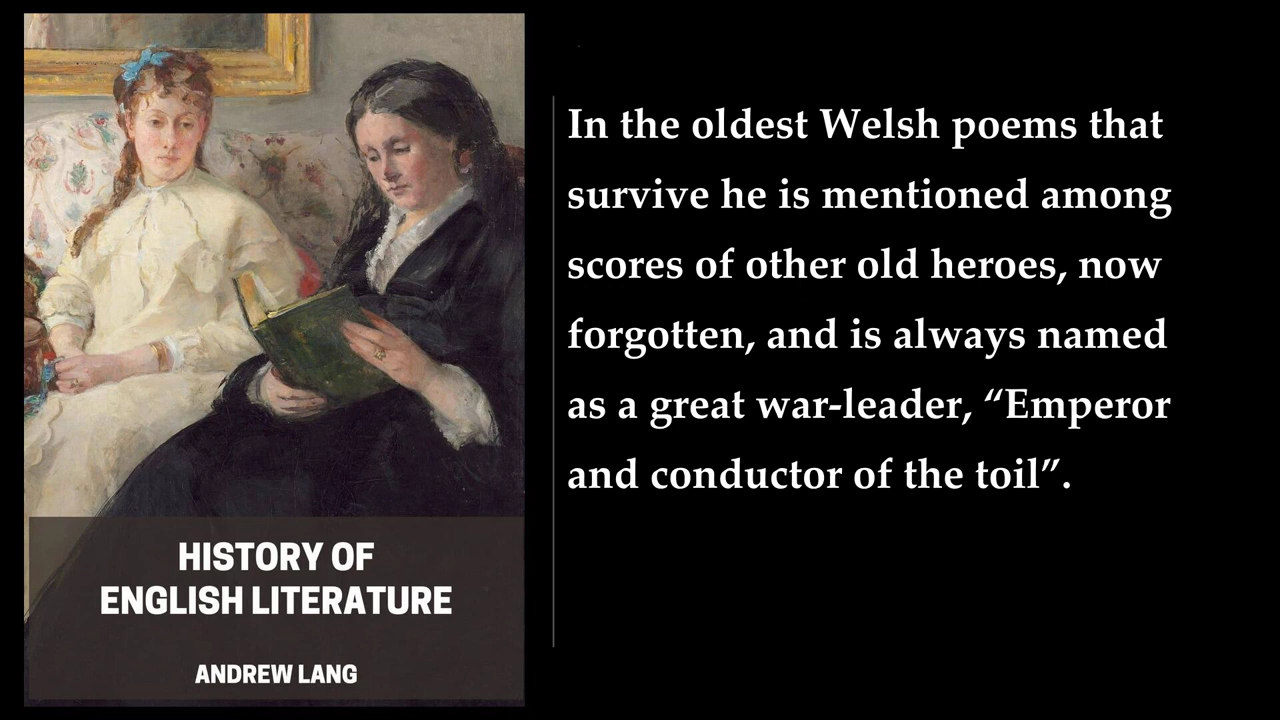 In the oldest Welsh poems that
survive he is mentioned among
scores of other old heroes, now
forgotten, and is always named
as a great war-leader, “Emperor
and conductor of the toil”.
HISTORY OF
ENGLISH LITERATURE
ANDREW LANG